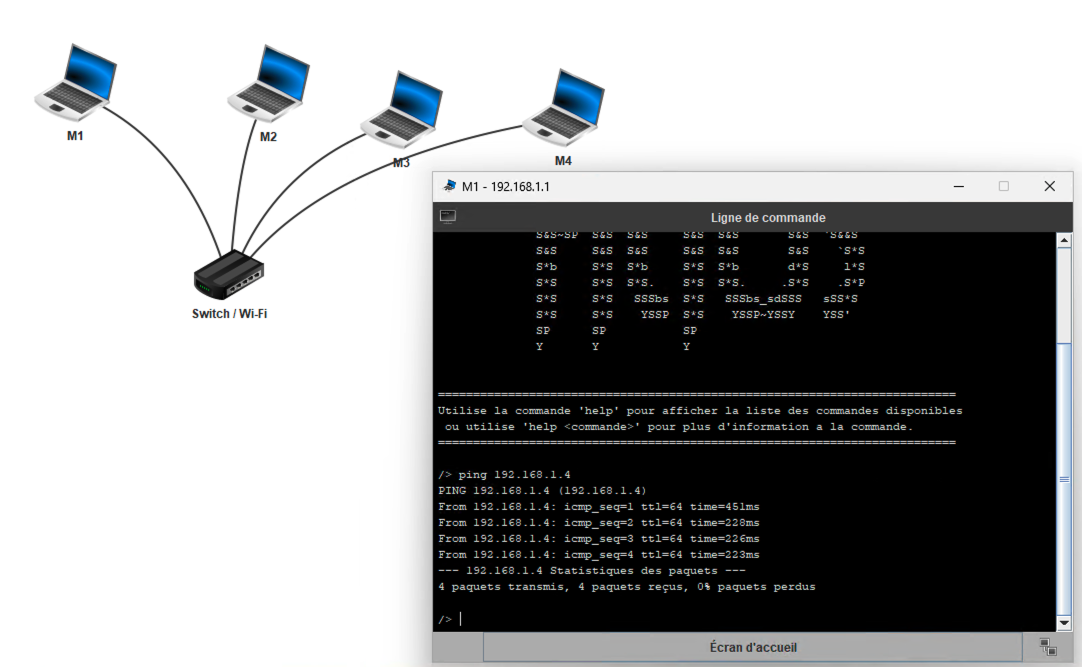 M1
M2
M3
M4
Switch / Wi-Fi
M1 - 192.168.1.1
Ligne de commande
S&S~SP S&S S&S S&S S&S S&S `S&&S
S&S S&S S&S S&S S&S S&S `S*S
S*b S*S S*b S*S S*b d*S l*S
S*S S*S S*S. S*S S*S. .S*S .S*P
S*S S*S SSSbs S*S SSSbs_sdSSS sSS*S
S*S S*S YSSP S*S YSSP~YSSY YSS'
SP SP SP
Y Y Y
==========================================================================
Utilise la commande 'help' pour afficher la liste des commandes disponibles
ou utilise 'help <commande>' pour plus d'information a la commande.
==========================================================================
/> ping 192.168.1.4
PING 192.168.1.4 (192.168.1.4)
From 192.168.1.4: icmp_seq=1 ttl=64 time=451ms
From 192.168.1.4: icmp_seq=2 ttl=64 time=228ms
From 192.168.1.4: icmp_seq=3 ttl=64 time=226ms
From 192.168.1.4: icmp_seq=4 ttl=64 time=223ms
--- 192.168.1.4 Statistiques des paquets ---
4 paquets transmis, 4 paquets reçus, 0% paquets perdus
/>
Écran d'accueil